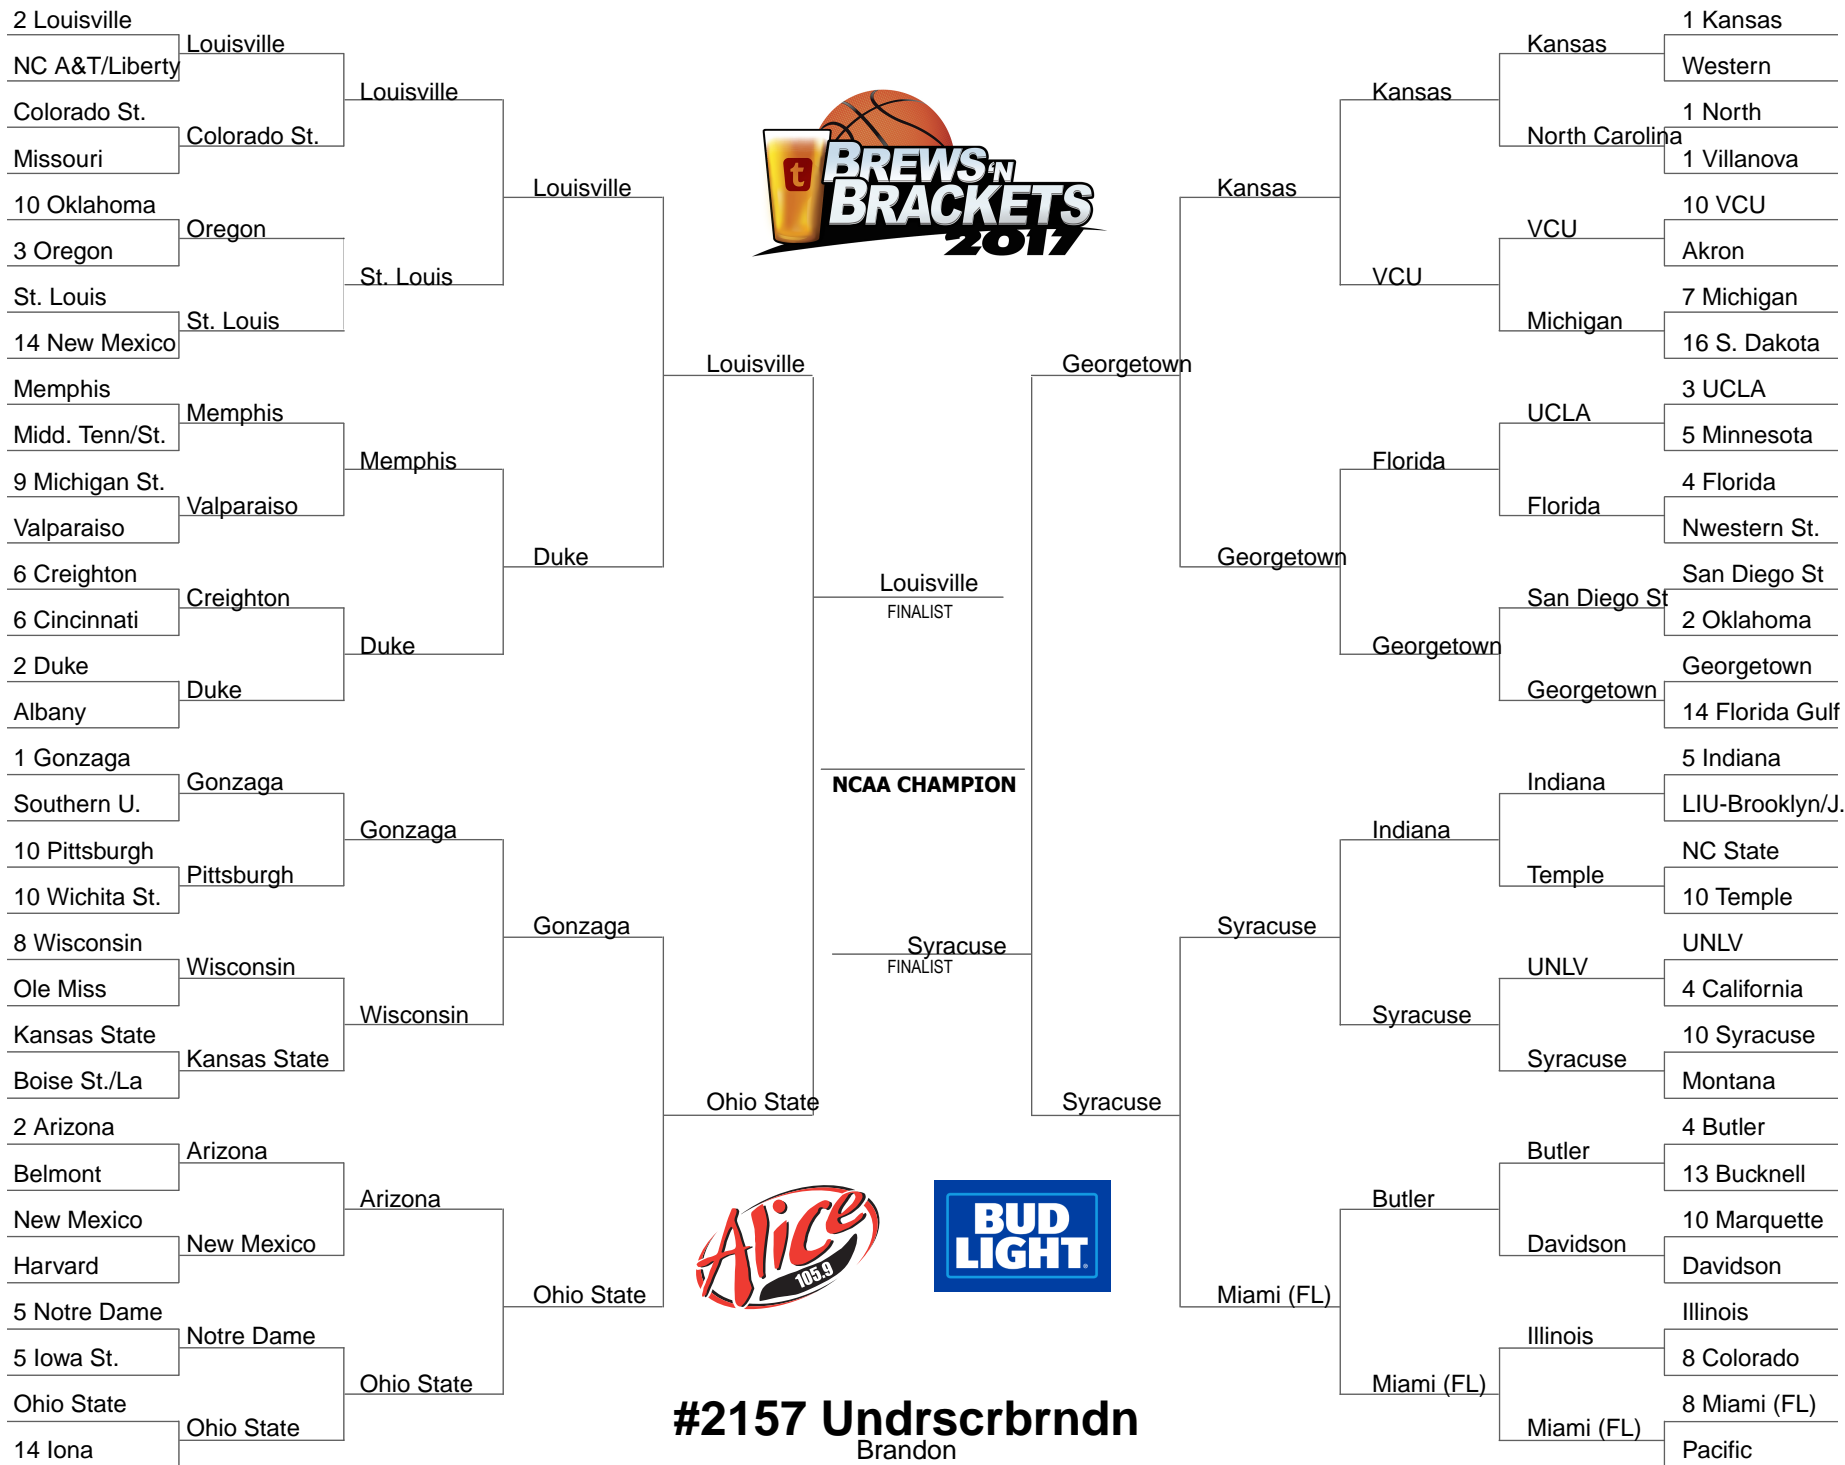 2 Louisville
NC A&T/Liberty
Colorado St.
Missouri
10 Oklahoma
3 Oregon
St. Louis
14 New Mexico
Memphis
Midd. Tenn/St.
9 Michigan St.
Valparaiso
6 Creighton
6 Cincinnati
2 Duke
Albany
1 Gonzaga
Southern U.
10 Pittsburgh
10 Wichita St.
8 Wisconsin
Ole Miss
Kansas State
Boise St./La
2 Arizona
Belmont
New Mexico
Harvard
5 Notre Dame
5 Iowa St.
Ohio State
14 Iona
Louisville
Colorado St.
Oregon
St. Louis
Memphis
Valparaiso
Creighton
Duke
Gonzaga
Pittsburgh
Wisconsin
Kansas State
Arizona
New Mexico
Notre Dame
Ohio State
Louisville
St. Louis
Memphis
Duke
Gonzaga
Wisconsin
Arizona
Ohio State
Louisville
Duke
Gonzaga
Ohio State
Louisville
Ohio State
t
BREWS 'N
BRACKETS
2017
Louisville
FINALIST
NCAA CHAMPION
Syracuse
FINALIST
Alice
105.9
BUD
LIGHT
#2157 Undrscrbrndn
Brandon
Georgetown
Syracuse
Kansas
Georgetown
Syracuse
Miami (FL)
Kansas
VCU
Florida
Georgetown
Indiana
Syracuse
Butler
Miami (FL)
Kansas
North Carolina
VCU
Michigan
UCLA
Florida
San Diego St
Georgetown
Indiana
Temple
UNLV
Syracuse
Butler
Davidson
Illinois
Miami (FL)
1 Kansas
Western
1 North
1 Villanova
10 VCU
Akron
7 Michigan
16 S. Dakota
3 UCLA
5 Minnesota
4 Florida
Nwestern St.
San Diego St
2 Oklahoma
Georgetown
14 Florida Gulf
5 Indiana
LIU-Brooklyn/J.
NC State
10 Temple
UNLV
4 California
10 Syracuse
Montana
4 Butler
13 Bucknell
10 Marquette
Davidson
Illinois
8 Colorado
8 Miami (FL)
Pacific